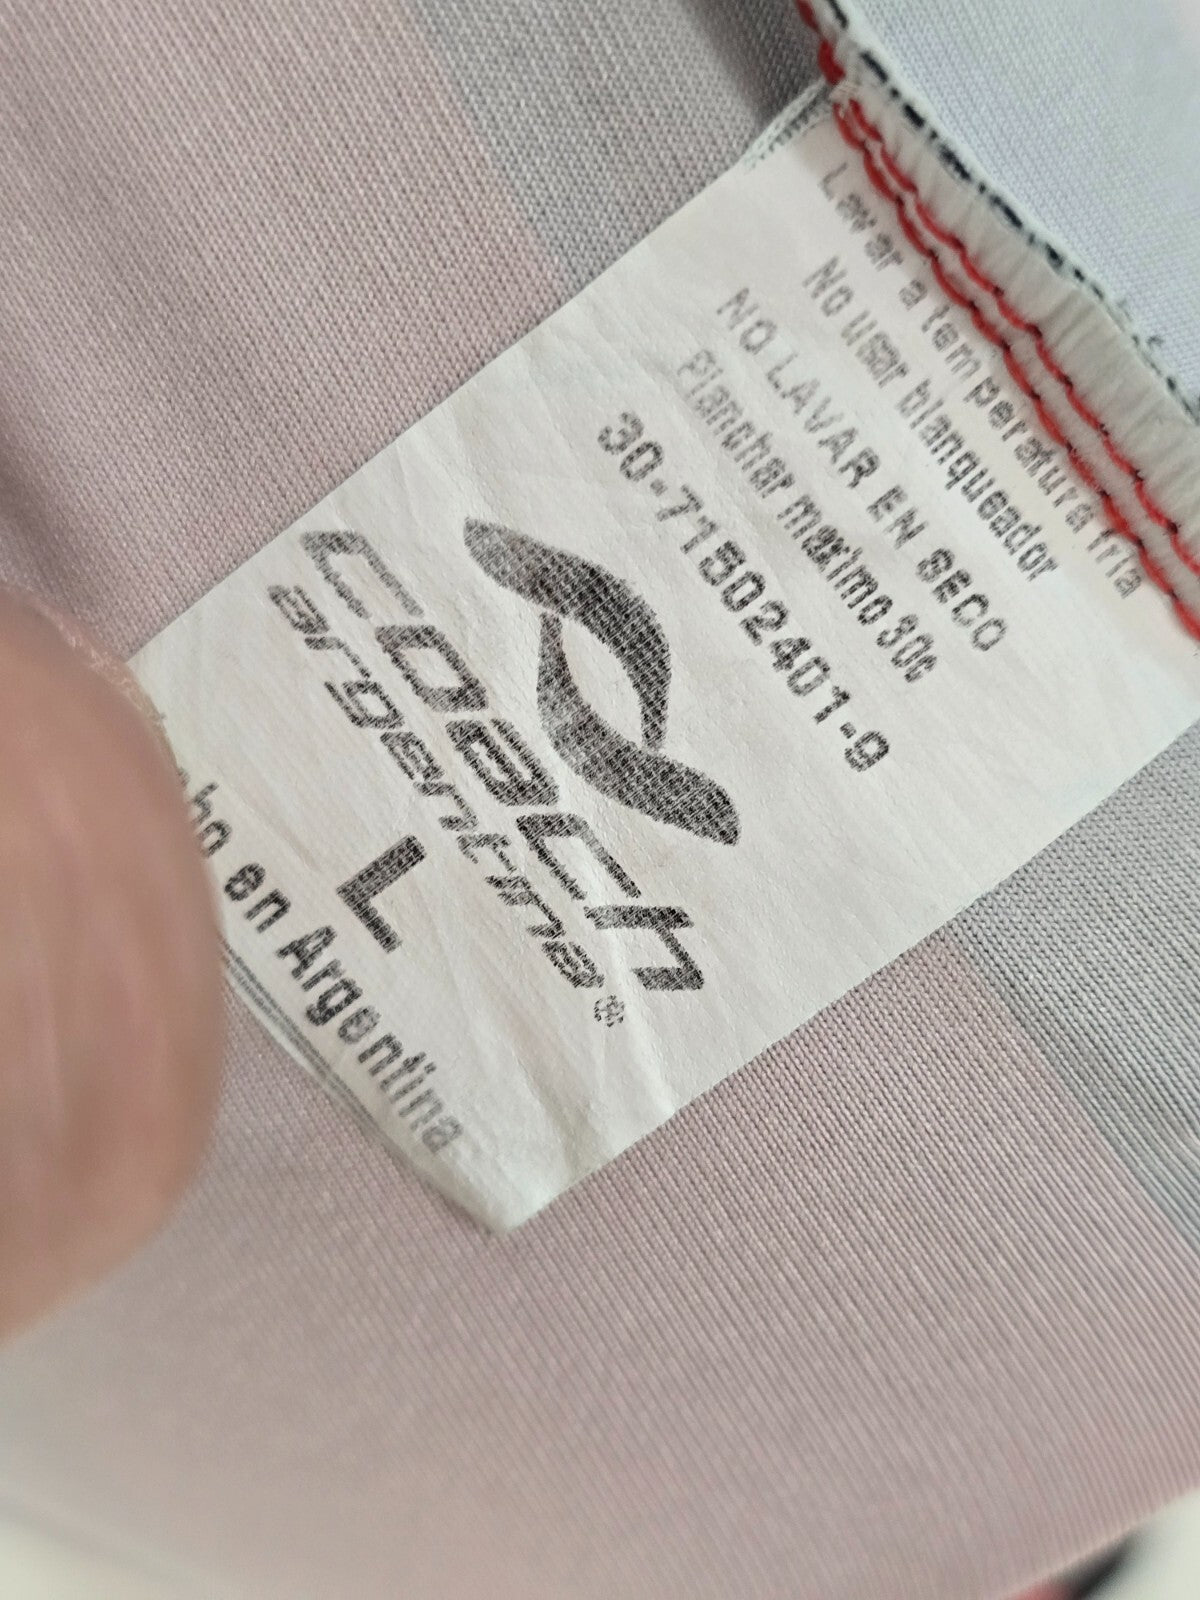 Lavar a temperatura fria
No usar blanqueador
NO LAVAR EN SECO
Planchar maximo 30c
30-71502401-9
coach
argentina®
L
cho en Argentina